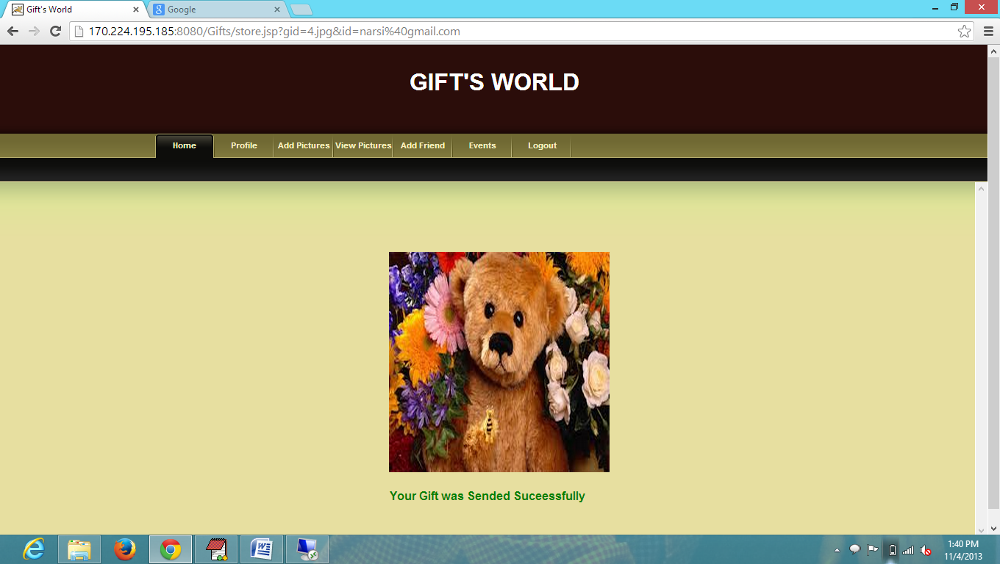 Gift's World
Google
170.224.195.185:8080/Gifts/store.jsp?gid=4.jpg&id=narsi%40gmail.com
GIFT'S WORLD
Home Profile Add Pictures View Pictures Add Friend Events Logout
Your Gift was Sended Suceessfully
1:40 PM
11/4/2013